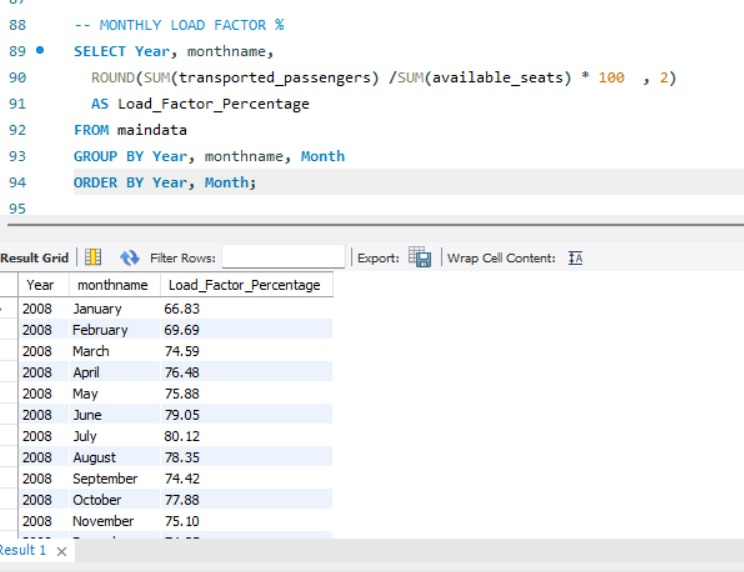 88 -- MONTHLY LOAD FACTOR %
89 SELECT Year, monthname,
90 ROUND(SUM(transported_passengers) /SUM(available_seats) * 100 , 2)
91 AS Load_Factor_Percentage
92 FROM maindata
93 GROUP BY Year, monthname, Month
94 ORDER BY Year, Month;
95
Result Grid Filter Rows: Export: Wrap Cell Content:
Year monthname Load_Factor_Percentage
2008 January 66.83
2008 February 69.69
2008 March 74.59
2008 April 76.48
2008 May 75.88
2008 June 79.05
2008 July 80.12
2008 August 78.35
2008 September 74.42
2008 October 77.88
2008 November 75.10
Result 1